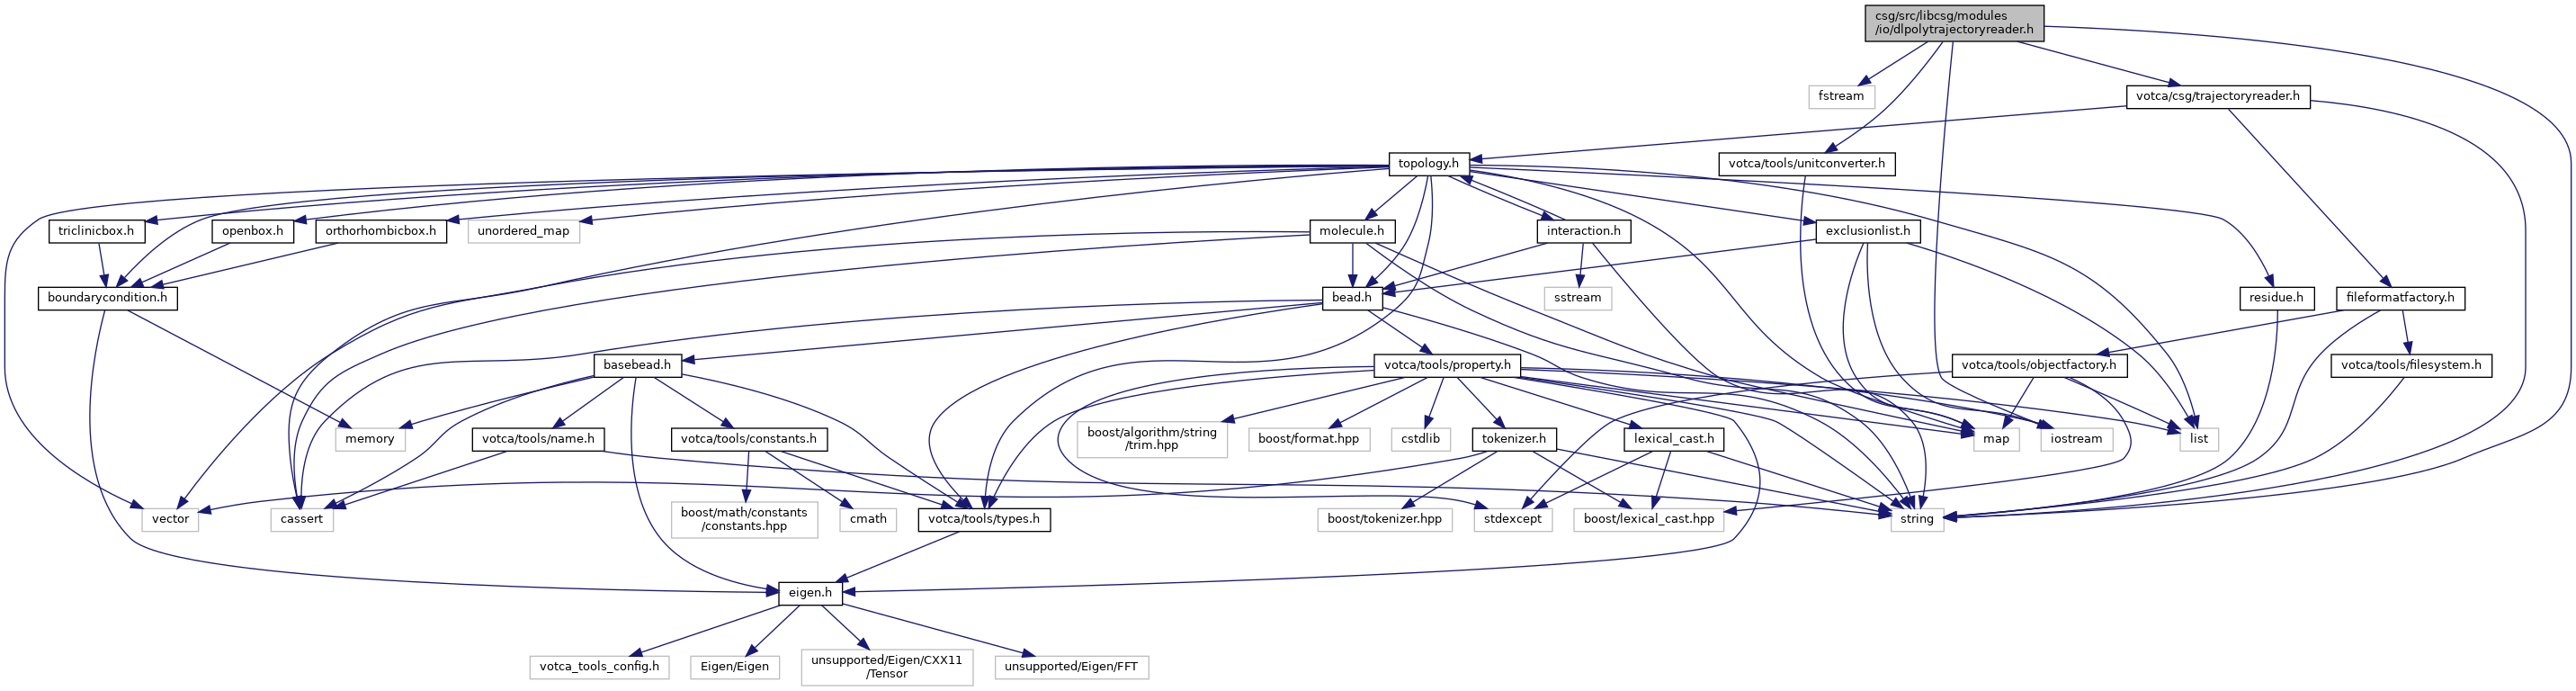 csg/src/libcsg/modules
/io/dlpolytrajectoryreader.h
fstream
votca/csg/trajectoryreader.h
topology.h
votca/tools/unitconverter.h
triclinicbox.h
openbox.h
orthorhombicbox.h
unordered_map
molecule.h
interaction.h
exclusionlist.h
boundarycondition.h
bead.h
sstream
residue.h
fileformatfactory.h
basebead.h
votca/tools/property.h
votca/tools/objectfactory.h
votca/tools/filesystem.h
memory
votca/tools/name.h
votca/tools/constants.h
boost/algorithm/string
/trim.hpp
boost/format.hpp
cstdlib
tokenizer.h
lexical_cast.h
map
iostream
list
vector
cassert
boost/math/constants
/constants.hpp
cmath
votca/tools/types.h
boost/tokenizer.hpp
stdexcept
boost/lexical_cast.hpp
string
eigen.h
votca_tools_config.h
Eigen/Eigen
unsupported/Eigen/CXX11
/Tensor
unsupported/Eigen/FFT